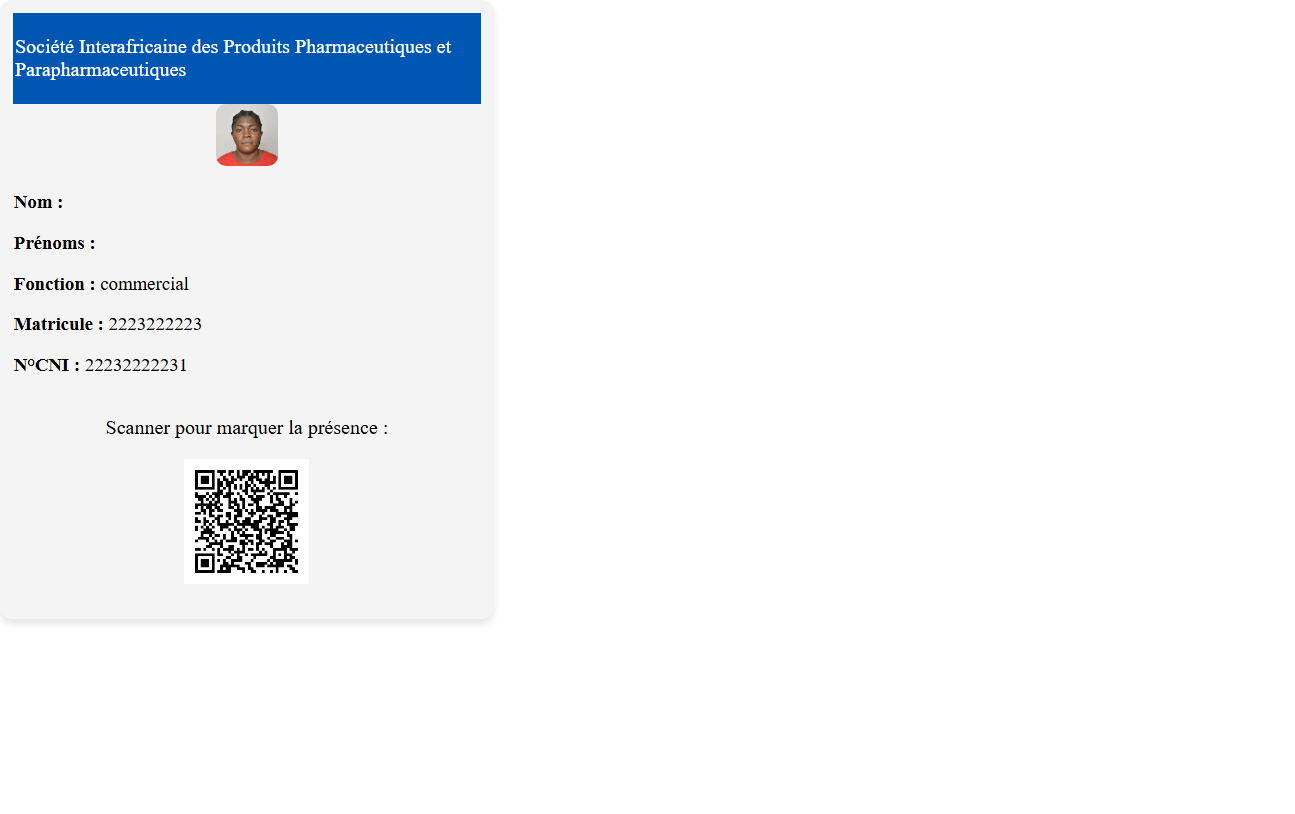 Société Interafricaine des Produits Pharmaceutiques et
Parapharmaceutiques
Nom :
Prénoms :
Fonction : commercial
Matricule : 2223222223
N°CNI : 22232222231
Scanner pour marquer la présence :